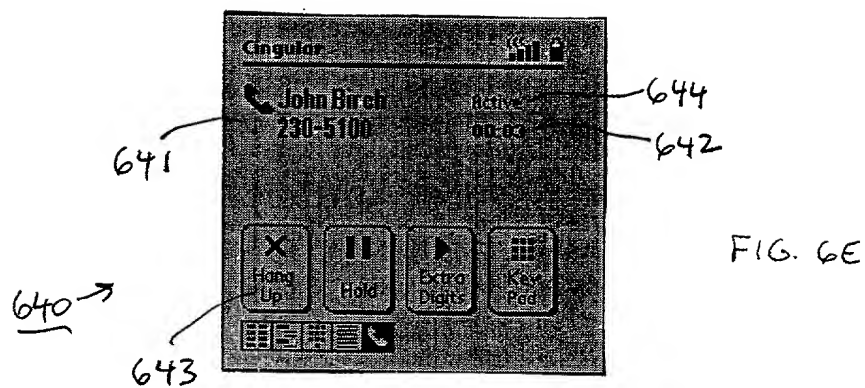 Cingular
John Birch
230-5100
Active
00:03
644
642
641
Hang Up
Hold
Extra Digits
Key Pad
FIG. 6E
640
643